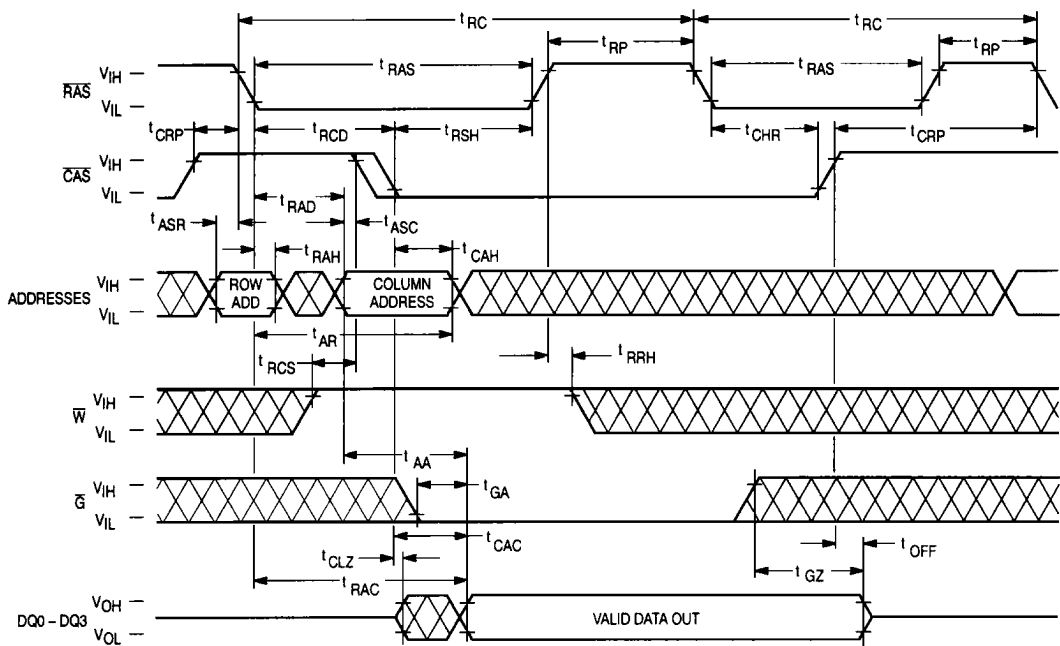 tRC tRC
tRP tRP
VIH
RAS
VIL
tRAS tRAS
tCRP tRCD tRSH tCHR tCRP
VIH
CAS
VIL
tRAD
tASR tASC
tRAH tCAH
VIH
ADDRESSES
VIL
ROW ADD
COLUMN ADDRESS
tAR
tRCS tRRH
VIH
W
VIL
tAA
tGA
VIH
G
VIL
tCAC
tCLZ tOFF
tRAC tGZ
VOH
DQ0 – DQ3
VOL
VALID DATA OUT